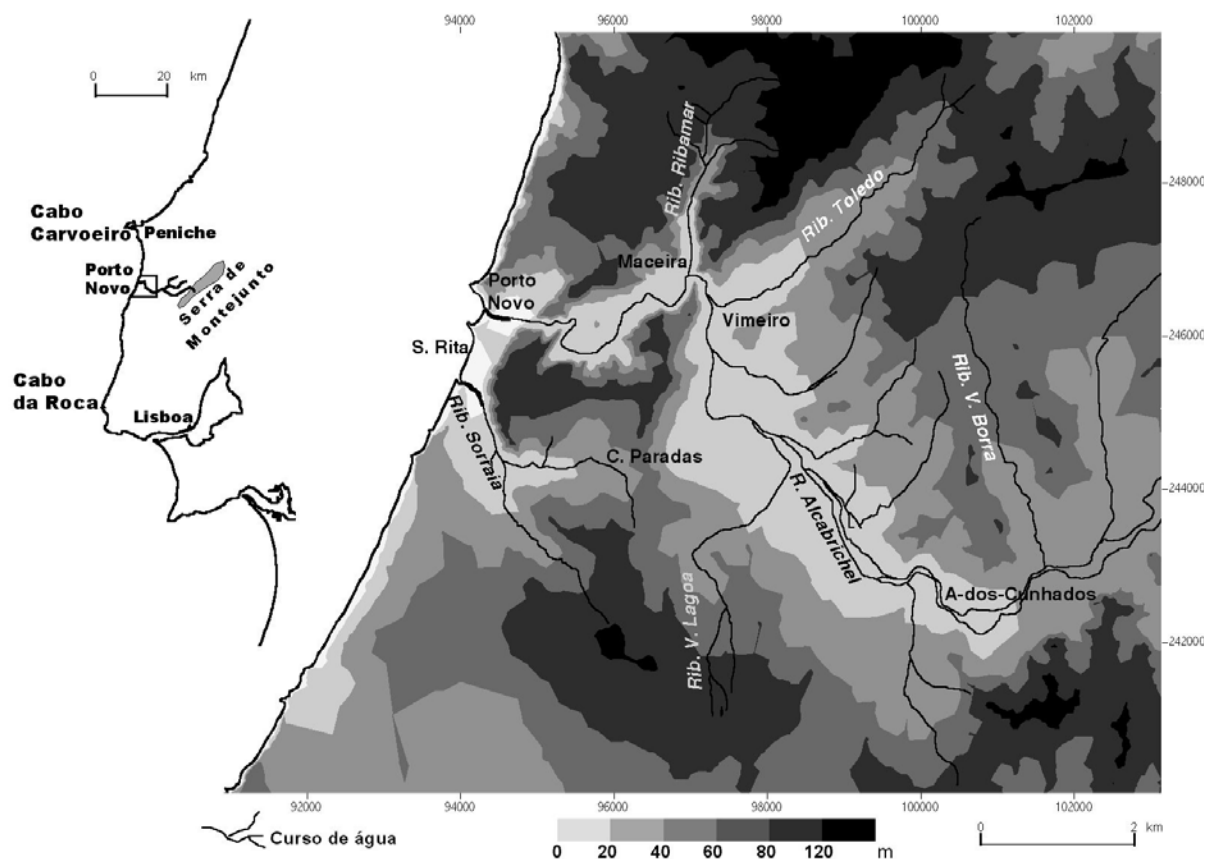 94000 96000 98000 100000 102000
0 20 km
Cabo
Carvoeiro
Peniche
Porto
Novo
Serra de
Montejunto
Cabo
da Roca
Lisboa
Rib. Ribamar
Rib. Toledo
248000
Maceira
Porto
Novo
Vimeiro
246000
S. Rita
Rib. Sorraia
C. Paradas
Rib. V. Borra
244000
R. Alcabrichel
A-dos-Cunhados
Rib. V. Lagoa
242000
92000 94000 96000 98000 100000 102000
Curso de água
0 20 40 60 80 120 m
0 2
km